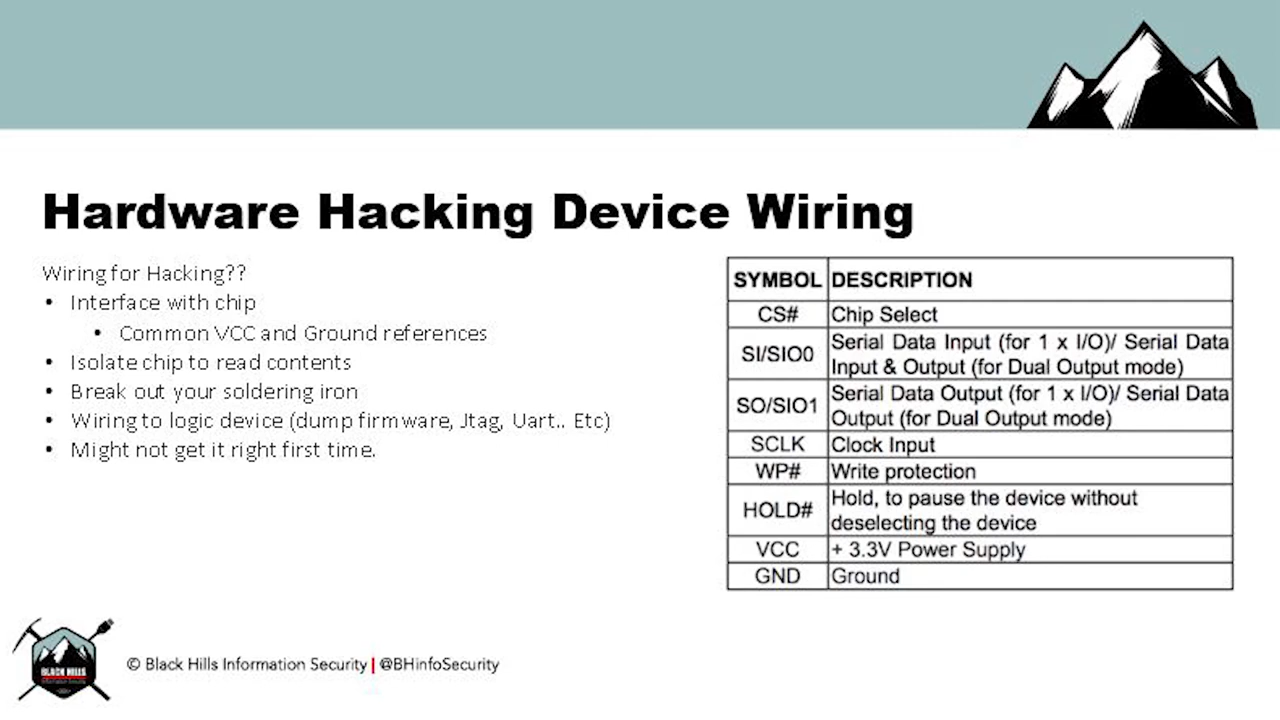 Hardware Hacking Device Wiring
Wiring for Hacking??
• Interface with chip
• Common VCC and Ground references
• Isolate chip to read contents
• Break out your soldering iron
• Wiring to logic device (dump firmware, Jtag, Uart.. Etc)
• Might not get it right first time.
SYMBOL DESCRIPTION
CS# Chip Select
SI/SIO0 Serial Data Input (for 1 x I/O)/ Serial Data
Input & Output (for Dual Output mode)
SO/SIO1 Serial Data Output (for 1 x I/O)/ Serial Data
Output (for Dual Output mode)
SCLK Clock Input
WP# Write protection
HOLD# Hold, to pause the device without
deselecting the device
VCC + 3.3V Power Supply
GND Ground
BLACK HILLS
© Black Hills Information Security | @BHinfoSecurity